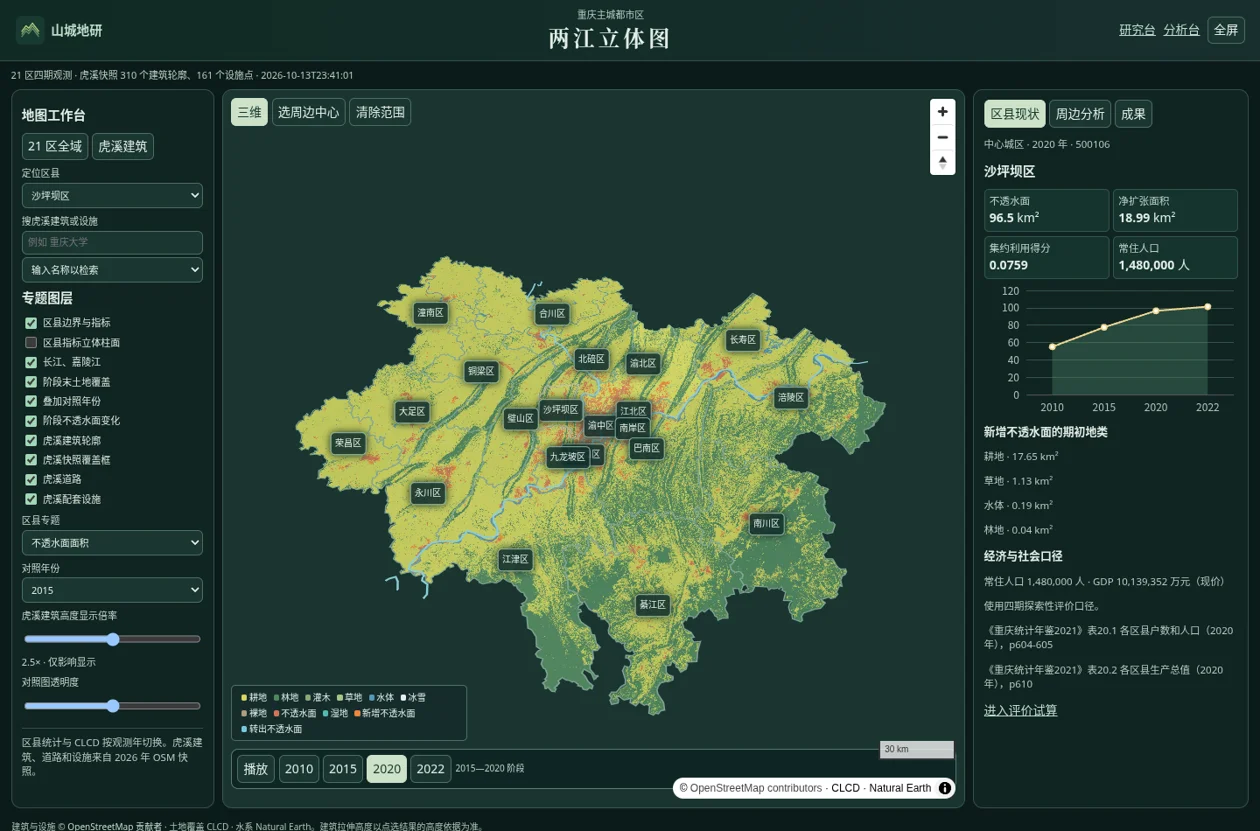 山城地研
重庆主城都市区
两江立体图
研究台 分析台 全屏
21 区四期观测 · 虎溪快照 310 个建筑轮廓、161 个设施点 · 2026-10-13T23:41:01
地图工作台
21 区全域 虎溪建筑
定位区县
沙坪坝区
搜虎溪建筑或设施
例如 重庆大学
输入名称以检索
专题图层
区县边界与指标
区县指标立体柱面
长江、嘉陵江
阶段末土地覆盖
叠加对照年份
阶段不透水面变化
虎溪建筑轮廓
虎溪快照覆盖框
虎溪道路
虎溪配套设施
区县专题
不透水面面积
对照年份
2015
虎溪建筑高度显示倍率
2.5× · 仅影响显示
对照图透明度
区县统计与 CLCD 按观测年切换。虎溪建
筑、道路和设施来自 2026 年 OSM 快
照。
三维 选周边中心 清除范围
潼南区
合川区
长寿区
北碚区
渝北区
铜梁区
涪陵区
大足区
沙坪坝区
江北区
璧山区
渝中区
南岸区
荣昌区
巴南区
九龙坡区
区
永川区
南川区
江津区
綦江区
耕地 林地 灌木 草地 水体 冰雪
裸地 不透水面 湿地 新增不透水面
转出不透水面
30 km
播放 2010 2015 2020 2022 2015—2020 阶段
© OpenStreetMap contributors · CLCD · Natural Earth
区县现状 周边分析 成果
中心城区 · 2020 年 · 500106
沙坪坝区
不透水面
96.5 km²
净扩张面积
18.99 km²
集约利用得分
0.0759
常住人口
1,480,000 人
120
100
80
60
40
20
0
2010 2015 2020 2022
新增不透水面的期初地类
耕地 · 17.65 km²
草地 · 1.13 km²
水体 · 0.19 km²
林地 · 0.04 km²
经济与社会口径
常住人口 1,480,000 人 · GDP 10,139,352 万元（现价）
使用四期探索性评价口径。
《重庆统计年鉴2021》表20.1 各区县户数和人口（2020
年），p604-605
《重庆统计年鉴2021》表20.2 各区县生产总值（2020
年），p610
进入评价试算
建筑与设施 © OpenStreetMap 贡献者 · 土地覆盖 CLCD · 水系 Natural Earth。建筑拉伸高度以点选结果的高度依据为准。